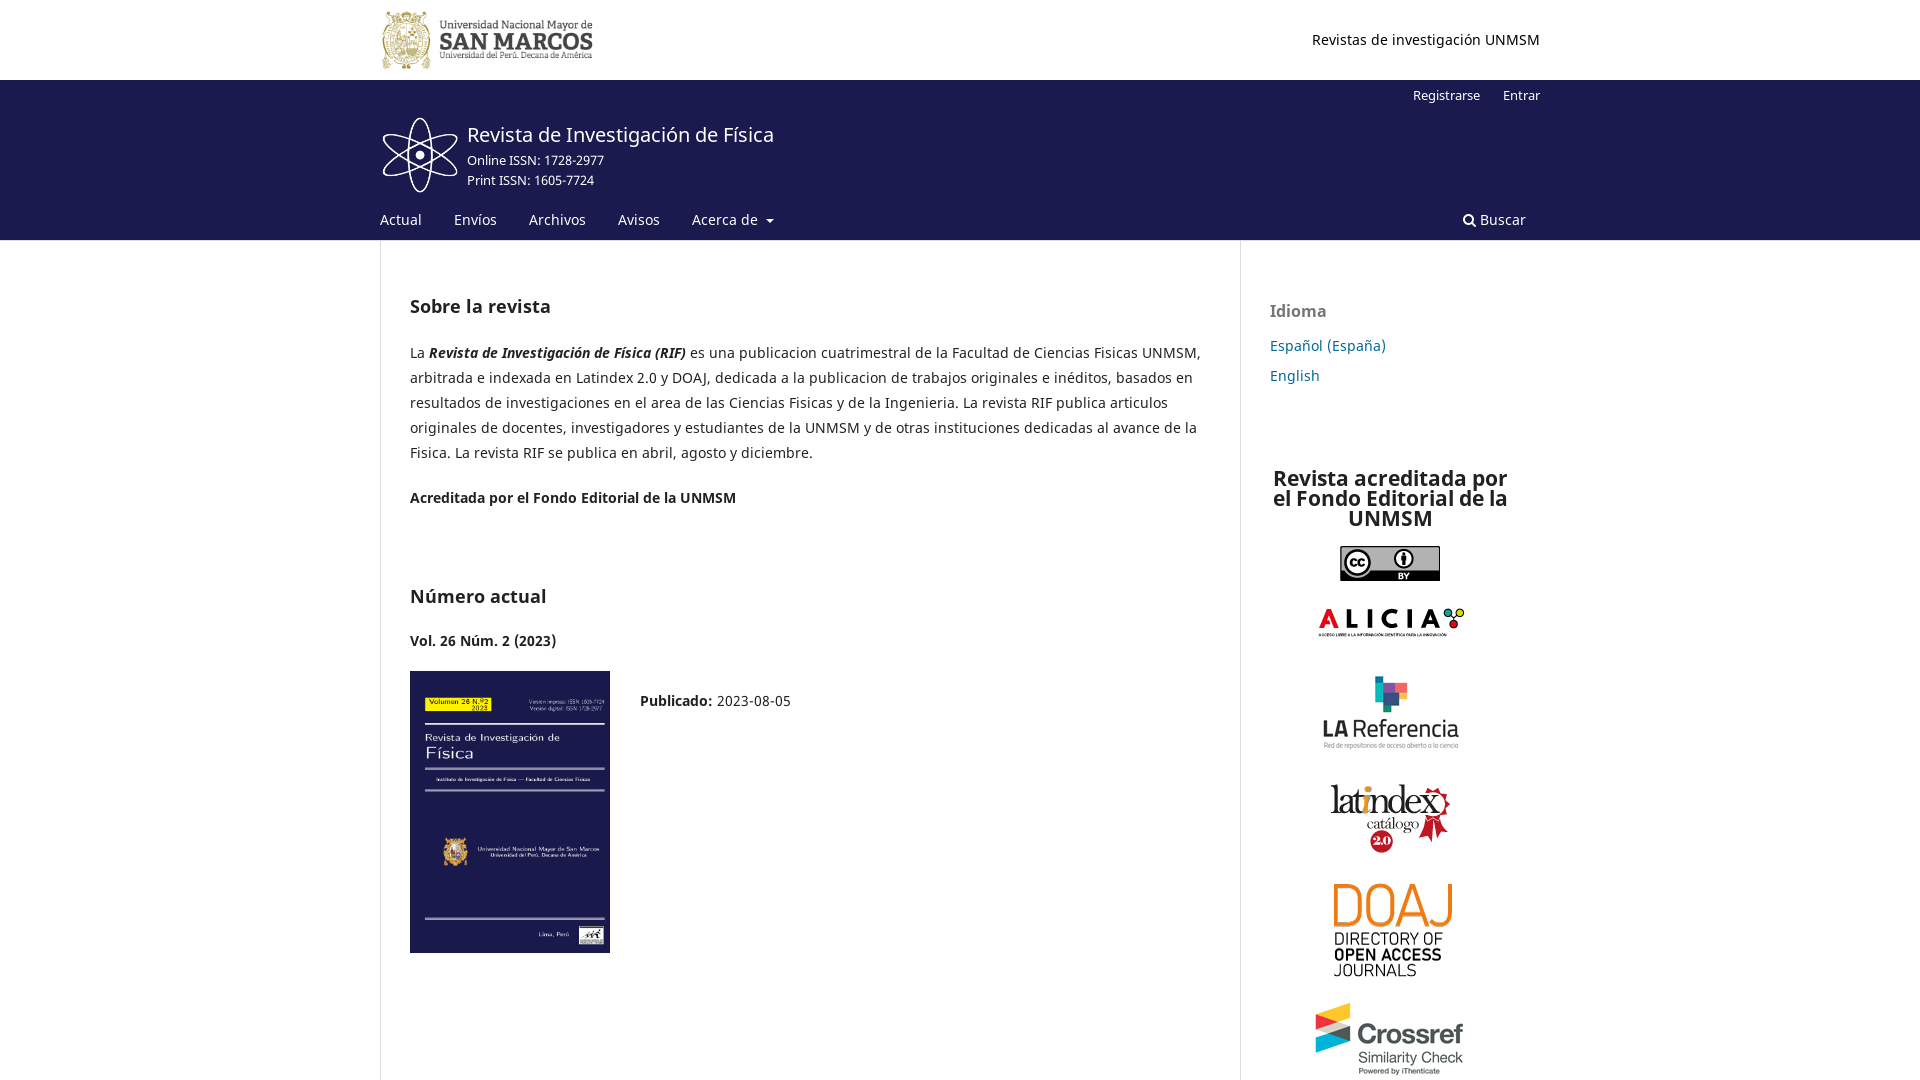 Universidad Nacional Mayor de
SAN MARCOS
Universidad del Perú. Decana de América
Revistas de investigación UNMSM
Registrarse Entrar
Revista de Investigación de Física
Online ISSN: 1728-2977
Print ISSN: 1605-7724
Actual Envíos Archivos Avisos Acerca de Buscar
Sobre la revista
La Revista de Investigación de Física (RIF) es una publicacion cuatrimestral de la Facultad de Ciencias Fisicas UNMSM,
arbitrada e indexada en Latindex 2.0 y DOAJ, dedicada a la publicacion de trabajos originales e inéditos, basados en
resultados de investigaciones en el area de las Ciencias Fisicas y de la Ingenieria. La revista RIF publica articulos
originales de docentes, investigadores y estudiantes de la UNMSM y de otras instituciones dedicadas al avance de la
Fisica. La revista RIF se publica en abril, agosto y diciembre.
Acreditada por el Fondo Editorial de la UNMSM
Número actual
Vol. 26 Núm. 2 (2023)
Volumen 26 N.º2
2023
Versión impresa: ISSN 1605-7724
Versión digital: ISSN 1728-2977
Revista de Investigación de
Física
Instituto de Investigación de Física — Facultad de Ciencias Físicas
Universidad Nacional Mayor de San Marcos
Universidad del Perú, Decana de América
Lima, Perú
Publicado: 2023-08-05
Idioma
Español (España)
English
Revista acreditada por
el Fondo Editorial de la
UNMSM
CC BY
ALICIA
ACCESO LIBRE A LA INFORMACIÓN CIENTÍFICA PARA LA INNOVACIÓN
LA Referencia
Red de repositorios de acceso abierto a la ciencia
latindex
catálogo
2.0
DOAJ
DIRECTORY OF
OPEN ACCESS
JOURNALS
Crossref
Similarity Check
Powered by iThenticate